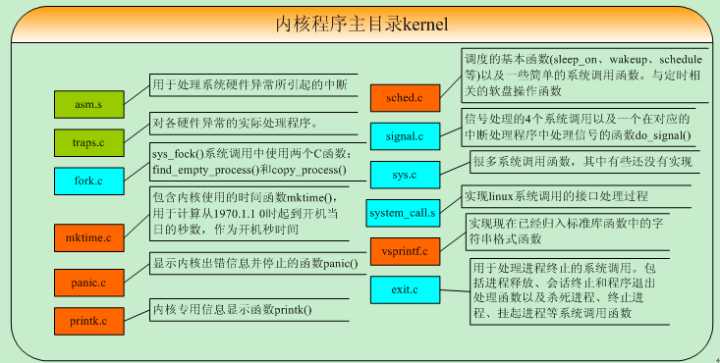 内核程序主目录kernel
asm.s
用于处理系统硬件异常所引起的中断
traps.c
对各硬件异常的实际处理程序。
fork.c
sys_fock()系统调用中使用两个C函数：
find_empty_process()和copy_process()
mktime.c
包含内核使用的时间函数mktime()，
用于计算从1970.1.1 0时起到开机当
日的秒数，作为开机秒时间
panic.c
显示内核出错信息并停止的函数panic()
printk.c
内核专用信息显示函数printk()
sched.c
调度的基本函数(sleep_on、wakeup、schedule
等)以及一些简单的系统调用函数。与定时相
关的软盘操作函数
signal.c
信号处理的4个系统调用以及一个在对应的
中断处理程序中处理信号的函数do_signal()
sys.c
很多系统调用函数，其中有些还没有实现
system_call.s
实现linux系统调用的接口处理过程
vsprintf.c
实现现在已经归入标准库函数中的字
符串格式函数
exit.c
用于处理进程终止的系统调用。包
括进程释放、会话终止和程序退出
处理函数以及杀死进程、终止进
程、挂起进程等系统调用函数